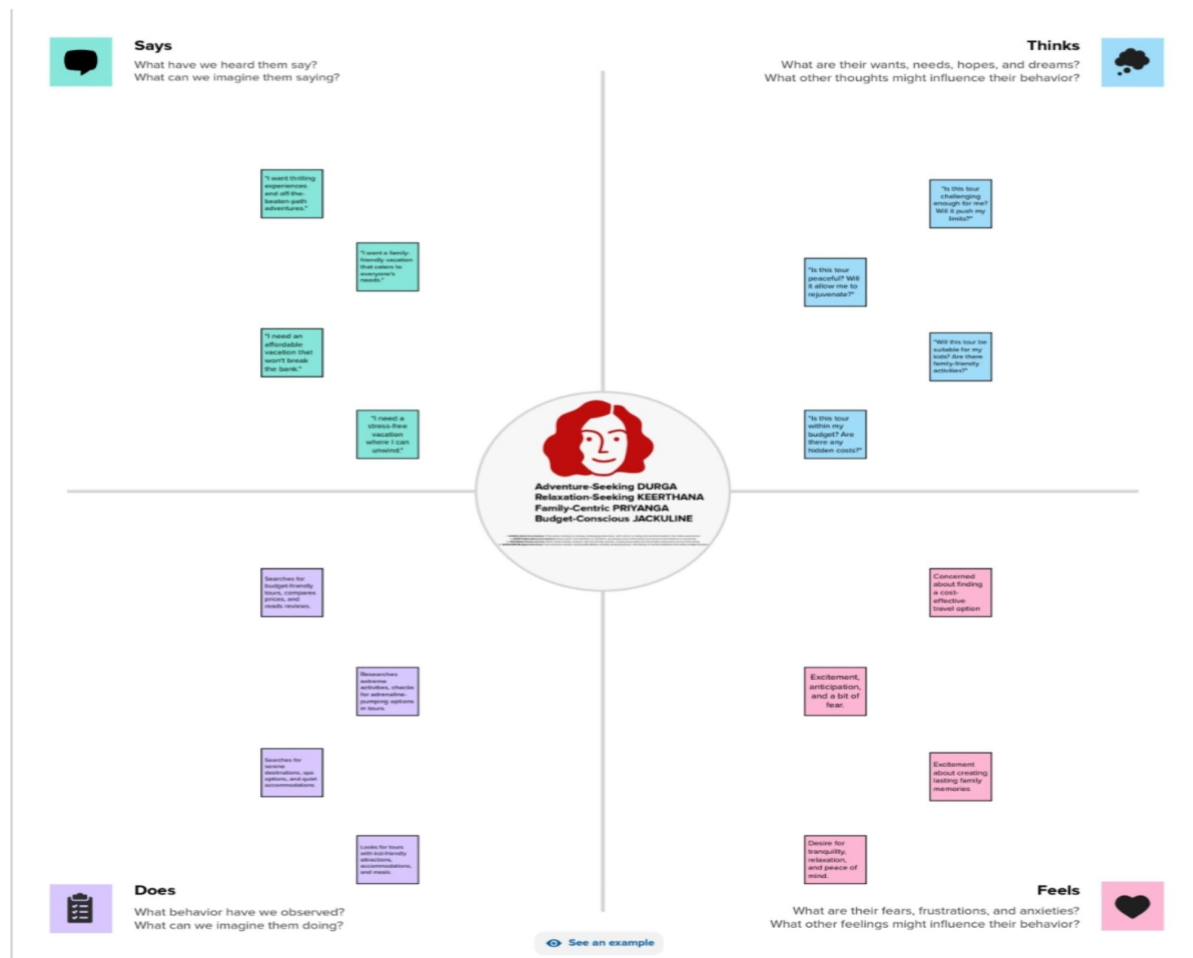 Says
What have we heard them say?
What can we imagine them saying?
Thinks
What are their wants, needs, hopes, and dreams?
What other thoughts might influence their behavior?
"I want thrilling
experiences
and off-the-
beaten-path
adventures."
"I want a family-
friendly vacation
that caters to
everyone's
needs."
"I need an
affordable
vacation that
won't break
the bank."
"I need a
stress-free
vacation
where I can
unwind."
"Is this tour
challenging
enough for me?
Will it push my
limits?"
"Is this tour
peaceful? Will
it allow me to
rejuvenate?"
"Will this tour be
suitable for my
kids? Are there
family-friendly
activities?"
"Is this tour
within my
budget? Are
there any
hidden costs?"
Adventure-Seeking DURGA
Relaxation-Seeking KEERTHANA
Family-Centric PRIYANGA
Budget-Conscious JACKULINE
Searches for
budget-friendly
tours, compares
prices, and
reads reviews.
Researches
extreme
activities, checks
for adrenaline-
pumping options
in tours.
Searches for
serene
destinations, spa
options, and quiet
accommodations.
Looks for tours
with kid-friendly
attractions,
accommodations,
and meals.
Concerned
about finding
a cost-
effective
travel option
Excitement,
anticipation,
and a bit of
fear.
Excitement
about creating
lasting family
memories
Desire for
tranquility,
relaxation,
and peace of
mind.
Does
What behavior have we observed?
What can we imagine them doing?
Feels
What are their fears, frustrations, and anxieties?
What other feelings might influence their behavior?
See an example